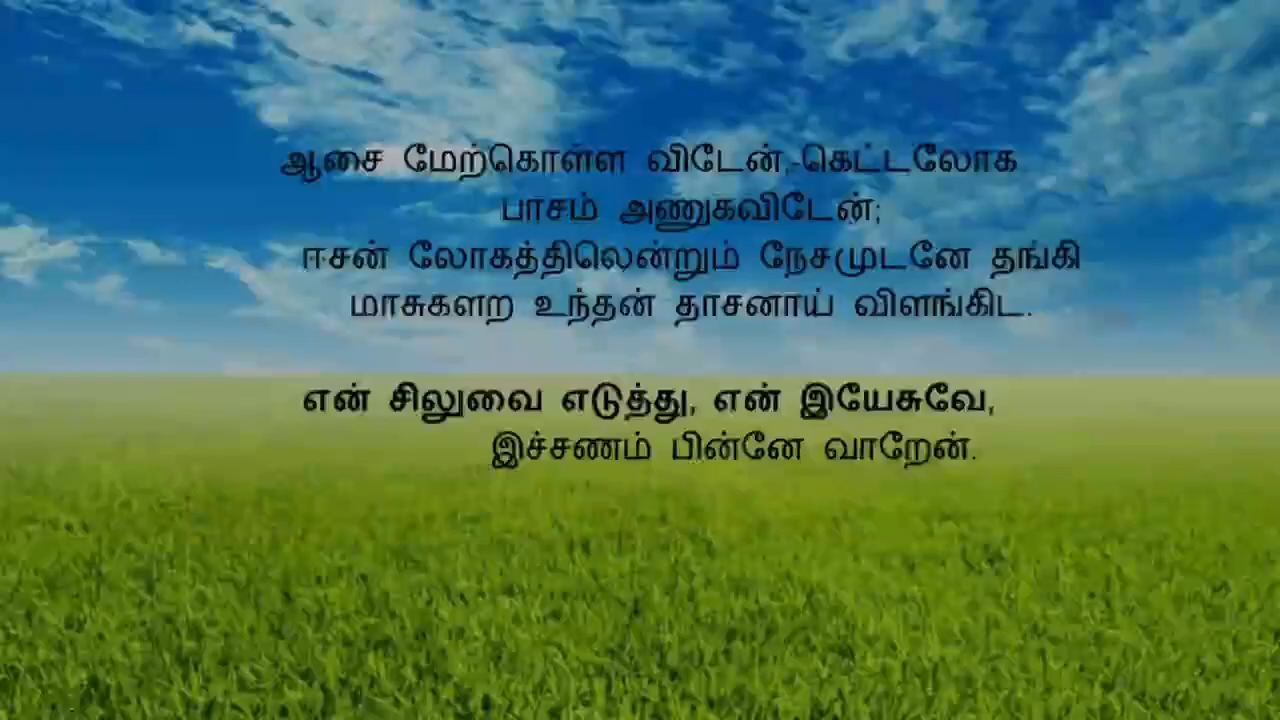 ஆசை மேற்கொள்ள விடேன்,-கெட்டலோக
பாசம் அணுகவிடேன்;
ஈசன் லோகத்திலென்றும் நேசமுடனே தங்கி
மாசுகளற உந்தன் தாசனாய் விளங்கிட.
என் சிலுவை எடுத்து, என் இயேசுவே,
இச்சணம் பின்னே வாறேன்.